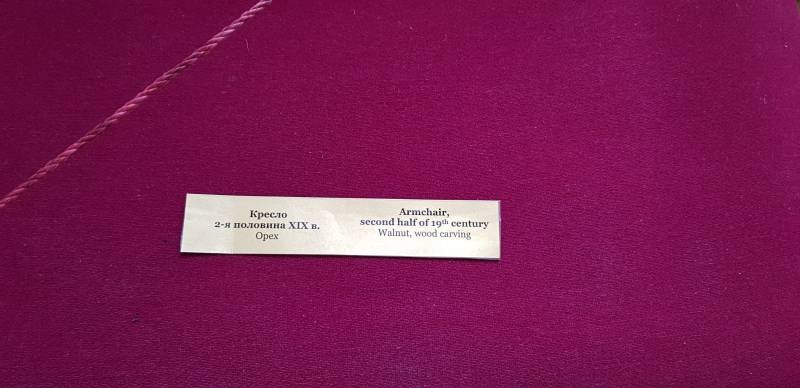 Кресло
2-я половина XIX в.
Орех
Armchair,
second half of 19th century
Walnut, wood carving